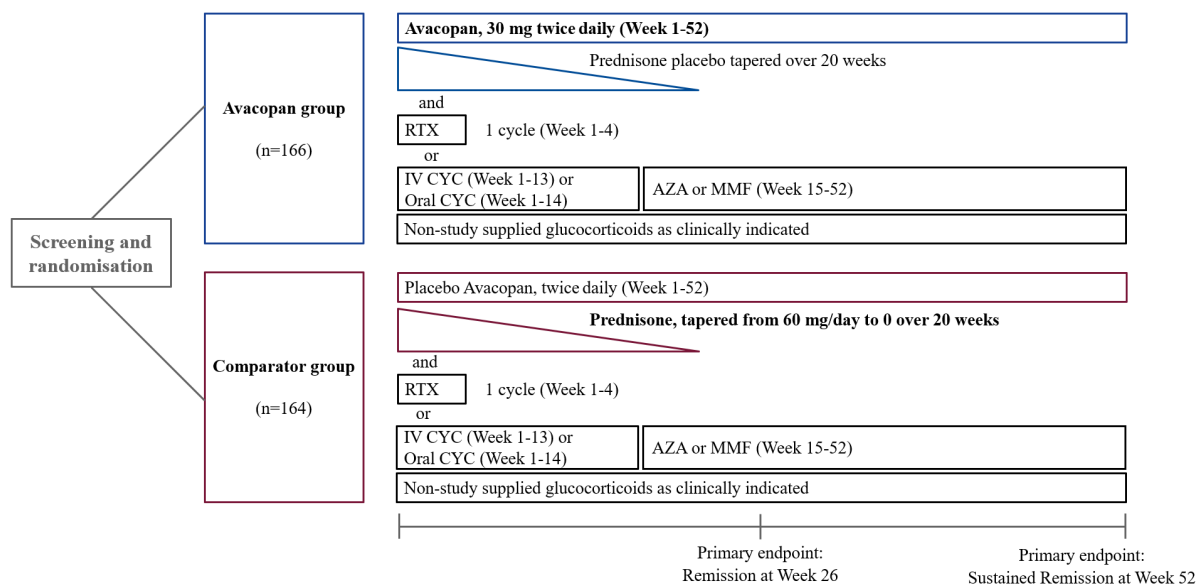 Screening and
randomisation
Avacopan group
(n=166)
Avacopan, 30 mg twice daily (Week 1-52)
Prednisone placebo tapered over 20 weeks
and
RTX
1 cycle (Week 1-4)
or
IV CYC (Week 1-13) or
Oral CYC (Week 1-14)
AZA or MMF (Week 15-52)
Non-study supplied glucocorticoids as clinically indicated
Comparator group
(n=164)
Placebo Avacopan, twice daily (Week 1-52)
Prednisone, tapered from 60 mg/day to 0 over 20 weeks
and
RTX
1 cycle (Week 1-4)
or
IV CYC (Week 1-13) or
Oral CYC (Week 1-14)
AZA or MMF (Week 15-52)
Non-study supplied glucocorticoids as clinically indicated
Primary endpoint:
Remission at Week 26
Primary endpoint:
Sustained Remission at Week 52